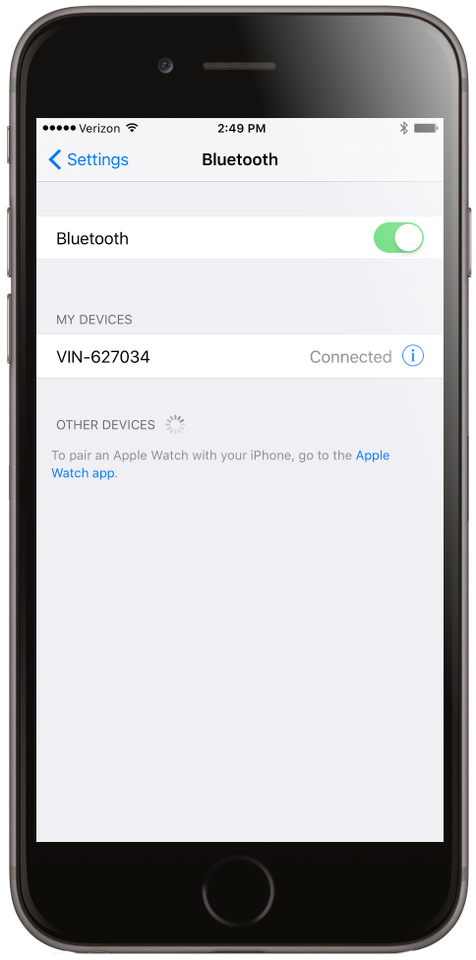 Verizon 2:49 PM
Settings Bluetooth
Bluetooth
MY DEVICES
VIN-627034 Connected i
OTHER DEVICES
To pair an Apple Watch with your iPhone, go to the Apple
Watch app.